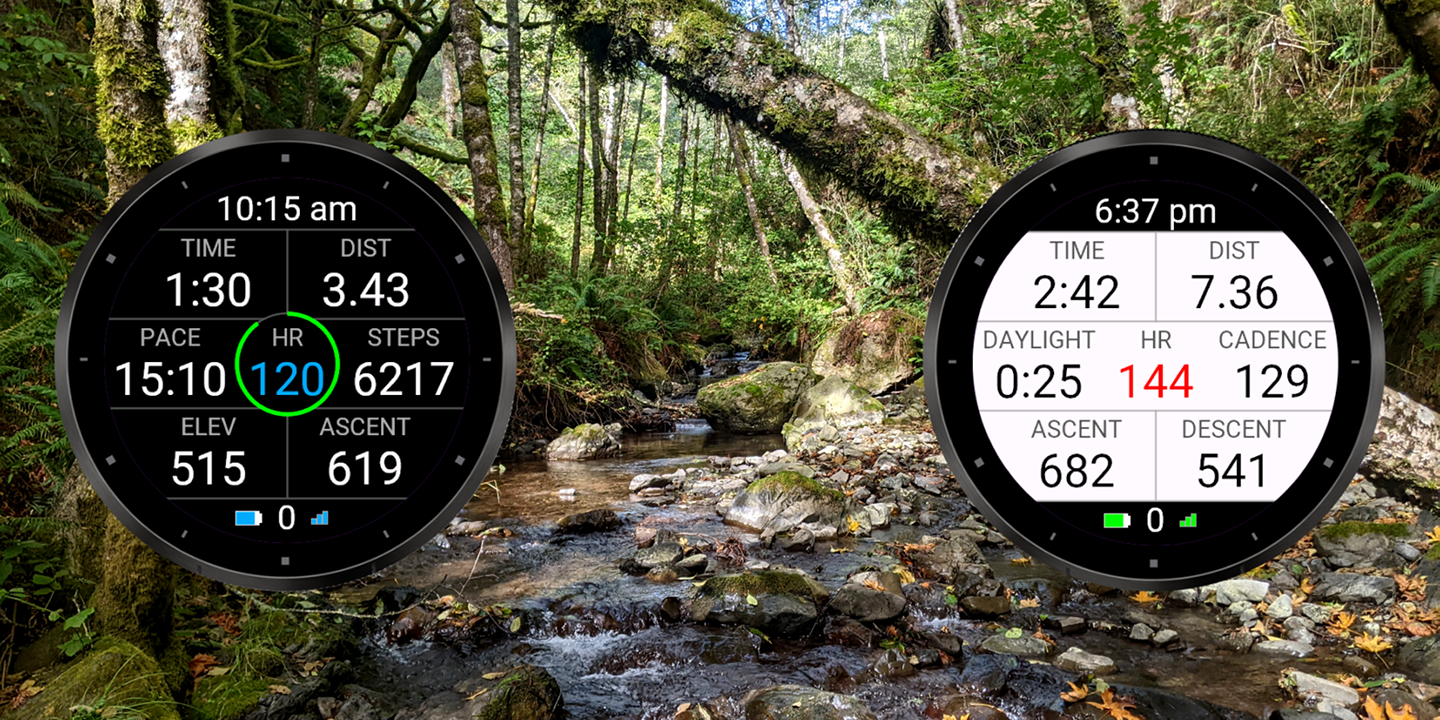 10:15 am
TIME DIST
1:30 3.43
PACE HR STEPS
15:10 120 6217
ELEV ASCENT
515 619
0
6:37 pm
TIME DIST
2:42 7.36
DAYLIGHT HR CADENCE
0:25 144 129
ASCENT DESCENT
682 541
0